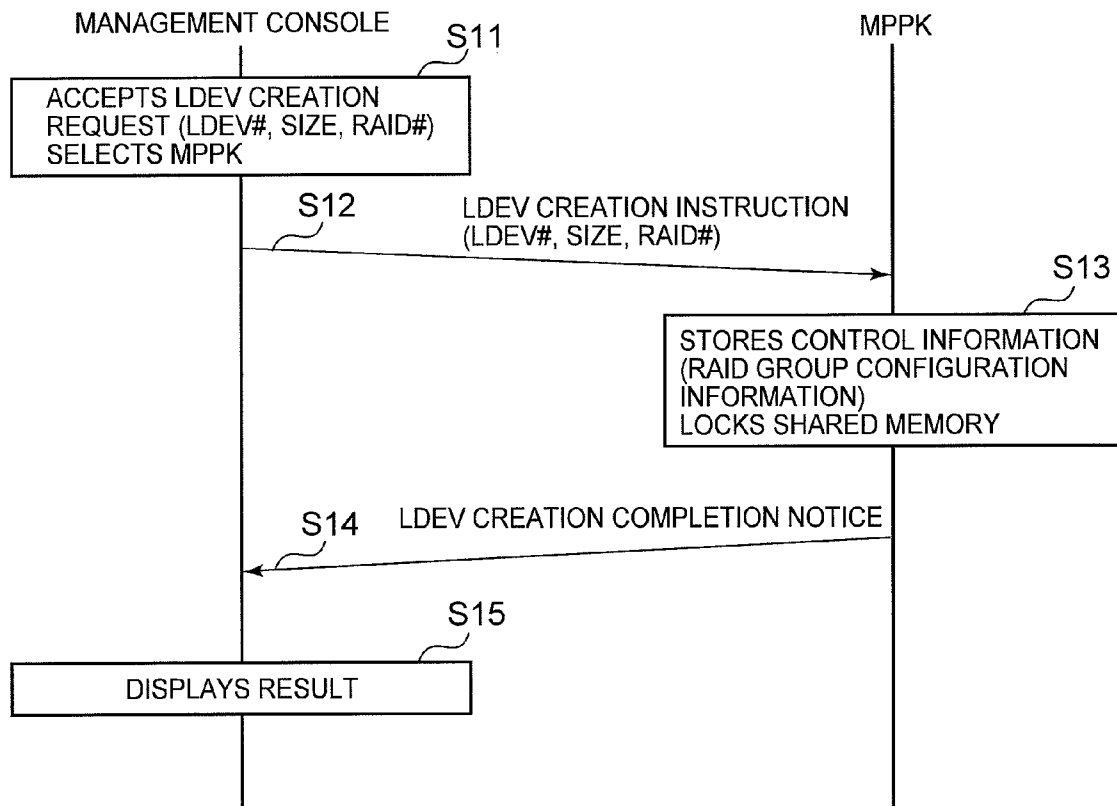 MANAGEMENT CONSOLE
MPPK
S11
ACCEPTS LDEV CREATION
REQUEST (LDEV#, SIZE, RAID#)
SELECTS MPPK
S12
LDEV CREATION INSTRUCTION
(LDEV#, SIZE, RAID#)
S13
STORES CONTROL INFORMATION
(RAID GROUP CONFIGURATION
INFORMATION)
LOCKS SHARED MEMORY
S14
LDEV CREATION COMPLETION NOTICE
S15
DISPLAYS RESULT